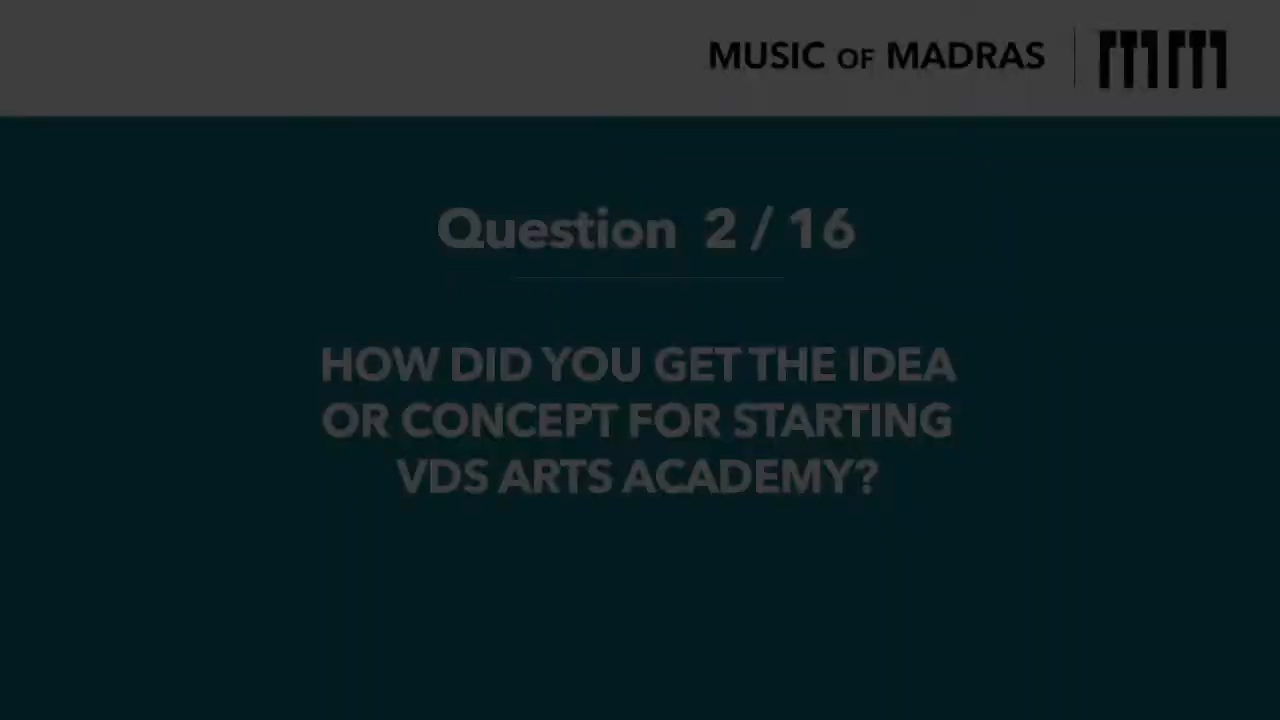 MUSIC OF MADRAS
Question 2 / 16
HOW DID YOU GET THE IDEA
OR CONCEPT FOR STARTING
VDS ARTS ACADEMY?